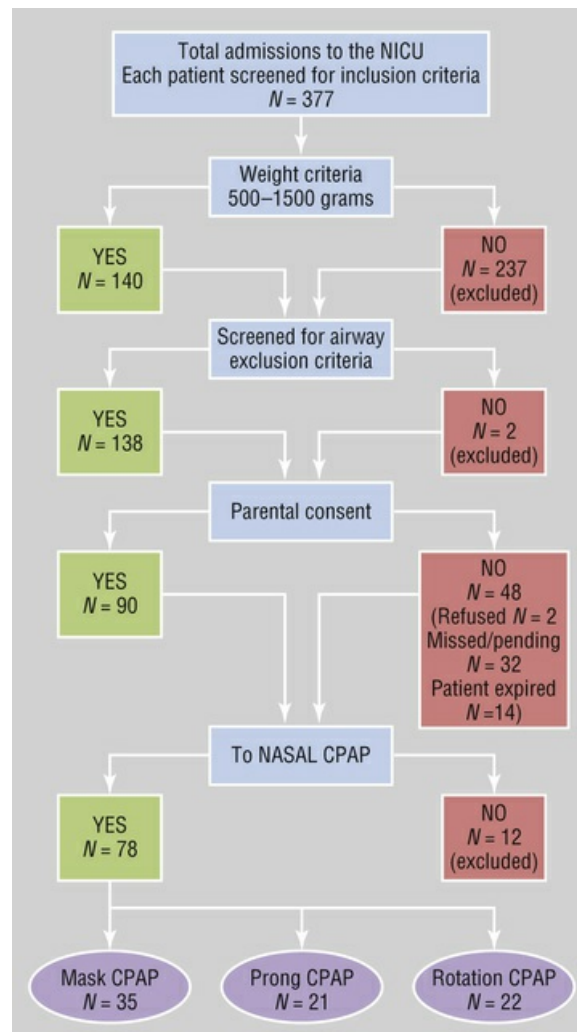 Total admissions to the NICU
Each patient screened for inclusion criteria
N = 377
Weight criteria
500–1500 grams
YES
N = 140
NO
N = 237
(excluded)
Screened for airway
exclusion criteria
YES
N = 138
NO
N = 2
(excluded)
Parental consent
YES
N = 90
NO
N = 48
(Refused N = 2
Missed/pending
N = 32
Patient expired
N =14)
To NASAL CPAP
YES
N = 78
NO
N = 12
(excluded)
Mask CPAP
N = 35
Prong CPAP
N = 21
Rotation CPAP
N = 22